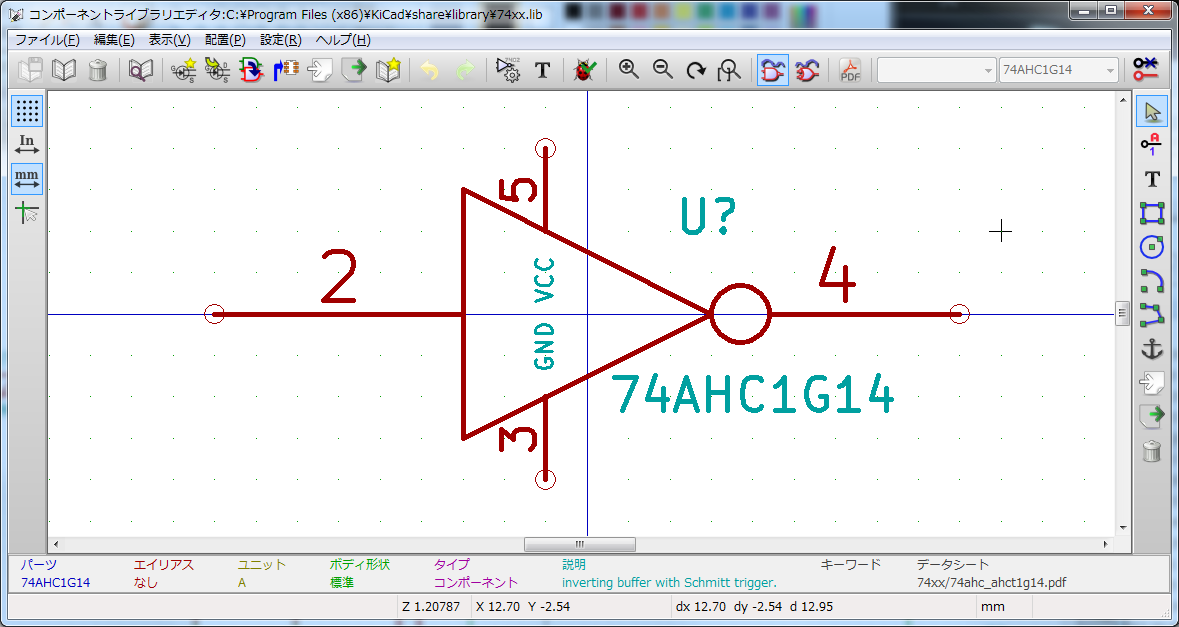 コンポーネントライブラリエディタ:C:¥Program Files (x86)¥KiCad¥share¥library¥74xx.lib
ファイル(F) 編集(E) 表示(V) 配置(P) 設定(R) ヘルプ(H)
T PDF 74AHC1G14
In
mm
A
1
T
5
U?
2
4
VCC
GND
74AHC1G14
3
パーツ エイリアス ユニット ボディ形状 タイプ 説明 キーワード データシート
74AHC1G14 なし A 標準 コンポーネント inverting buffer with Schmitt trigger. 74xx/74ahc_ahct1g14.pdf
Z 1.20787 X 12.70 Y -2.54 dx 12.70 dy -2.54 d 12.95 mm